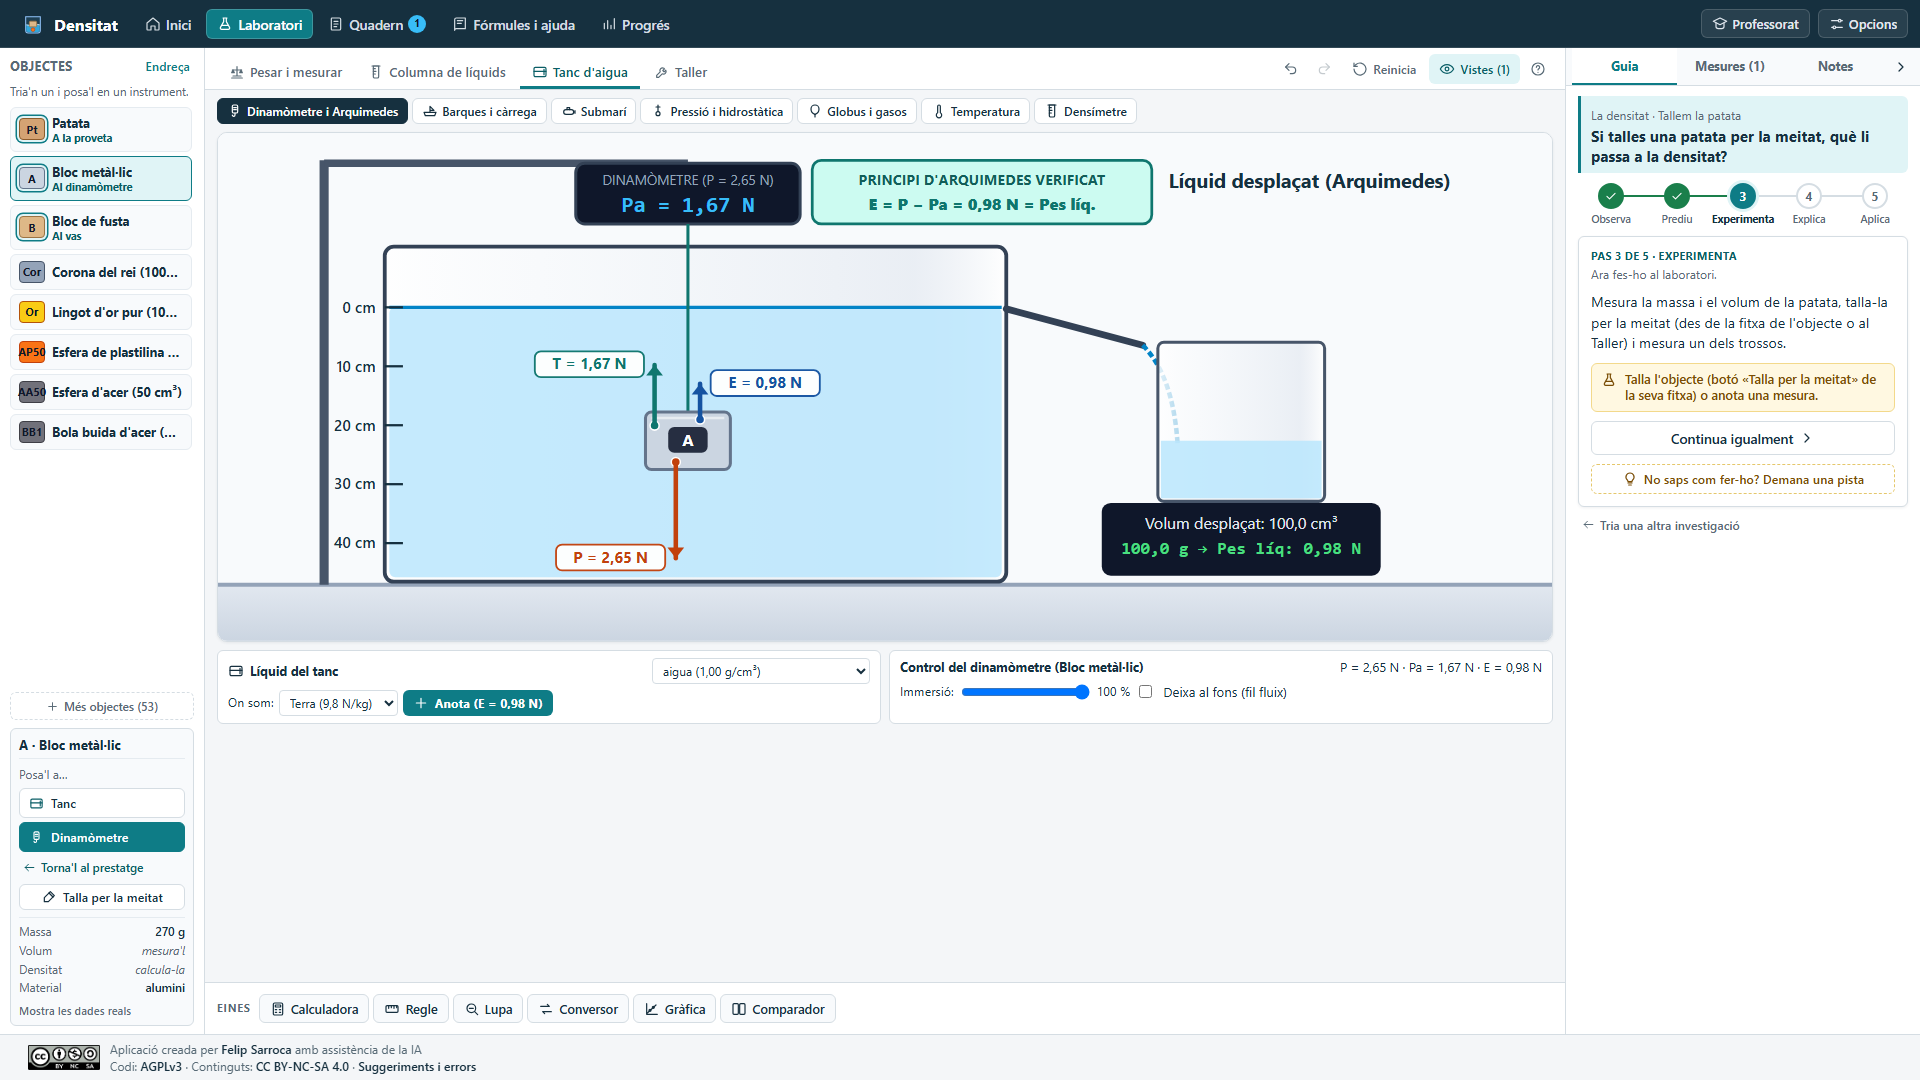 Densitat
Inici
Laboratori
Quadern 1
Fórmules i ajuda
Progrés
Professorat
Opcions
OBJECTES
Endreça
Tria'n un i posa'l en un instrument.
Pt
Patata
A la proveta
A
Bloc metàl·lic
Al dinamòmetre
B
Bloc de fusta
Al vas
Cor
Corona del rei (100...
Or
Lingot d'or pur (10...
AP50
Esfera de plastilina ...
AA50
Esfera d'acer (50 cm³)
BB1
Bola buida d'acer (...
Més objectes (53)
A · Bloc metàl·lic
Posa'l a...
Tanc
Dinamòmetre
← Torna'l al prestatge
Talla per la meitat
Massa 270 g
Volum mesura'l
Densitat calcula-la
Material alumini
Mostra les dades reals
Pesar i mesurar
Columna de líquids
Tanc d'aigua
Taller
Reinicia
Vistes (1)
Dinamòmetre i Arquimedes
Barques i càrrega
Submarí
Pressió i hidrostàtica
Globus i gasos
Temperatura
Densímetre
DINAMÒMETRE (P = 2,65 N)
Pa = 1,67 N
PRINCIPI D'ARQUIMEDES VERIFICAT
E = P − Pa = 0,98 N = Pes líq.
Líquid desplaçat (Arquimedes)
0 cm
10 cm
20 cm
30 cm
40 cm
T = 1,67 N
E = 0,98 N
A
P = 2,65 N
Volum desplaçat: 100,0 cm³
100,0 g → Pes líq: 0,98 N
Líquid del tanc
aigua (1,00 g/cm³)
On som:
Terra (9,8 N/kg)
+ Anota (E = 0,98 N)
Control del dinamòmetre (Bloc metàl·lic)
P = 2,65 N · Pa = 1,67 N · E = 0,98 N
Immersió:
100 %
Deixa al fons (fil fluix)
EINES
Calculadora
Regle
Lupa
Conversor
Gràfica
Comparador
Guia
Mesures (1)
Notes
La densitat · Tallem la patata
Si talles una patata per la meitat, què li
passa a la densitat?
3
4
5
Observa
Prediu
Experimenta
Explica
Aplica
PAS 3 DE 5 · EXPERIMENTA
Ara fes-ho al laboratori.
Mesura la massa i el volum de la patata, talla-la
per la meitat (des de la fitxa de l'objecte o al
Taller) i mesura un dels trossos.
Talla l'objecte (botó «Talla per la meitat» de
la seva fitxa) o anota una mesura.
Continua igualment
No saps com fer-ho? Demana una pista
← Tria una altra investigació
CC BY NC SA
Aplicació creada per Felip Sarroca amb assistència de la IA
Codi: AGPLv3 · Continguts: CC BY-NC-SA 4.0 · Suggeriments i errors